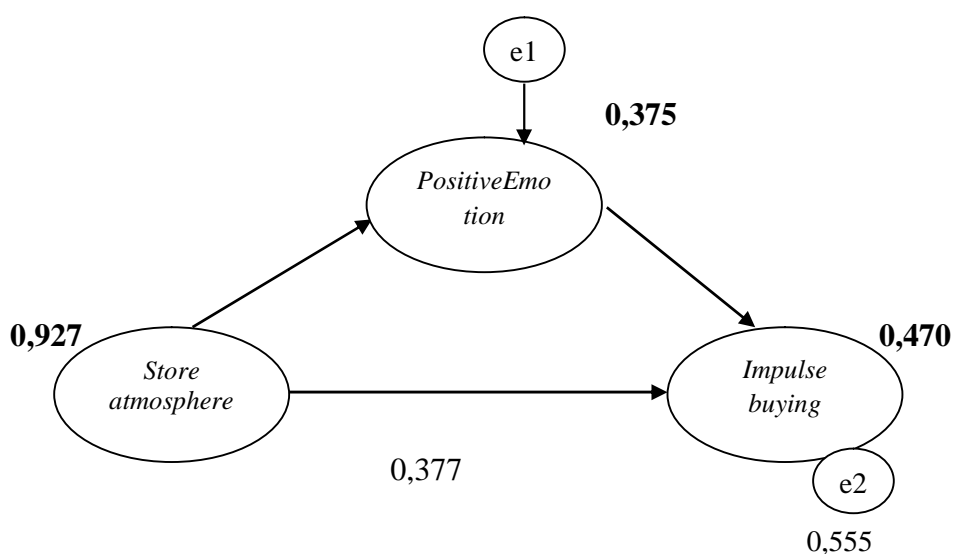 e1
0,375
PositiveEmo
tion
0,927
0,470
Store
atmosphere
Impulse
buying
0,377
e2
0,555